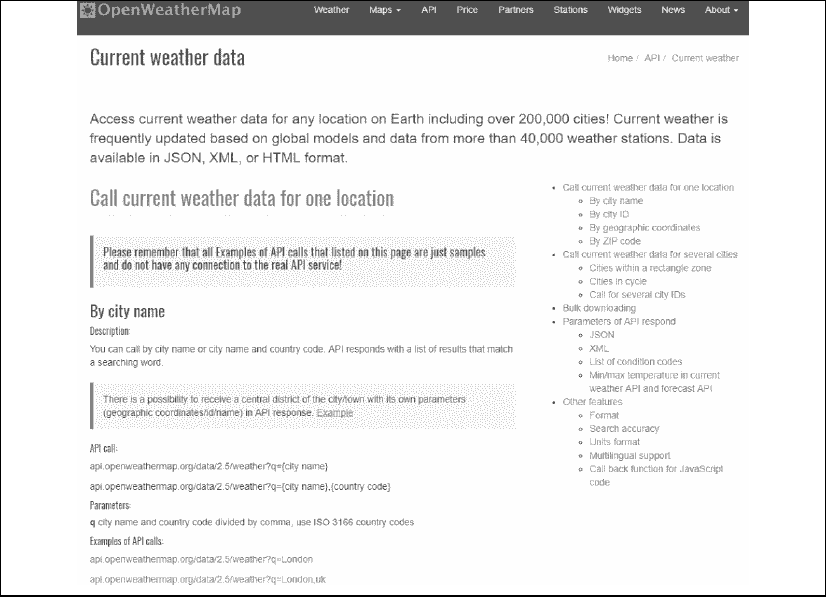 OpenWeatherMap
Weather Maps API Price Partners Stations Widgets News About
Current weather data
Home / API / Current weather
Access current weather data for any location on Earth including over 200,000 cities! Current weather is
frequently updated based on global models and data from more than 40,000 weather stations. Data is
available in JSON, XML, or HTML format.
Call current weather data for one location
Please remember that all Examples of API calls that listed on this page are just samples
and do not have any connection to the real API service!
By city name
Description:
You can call by city name or city name and country code. API responds with a list of results that match
a searching word.
There is a possibility to receive a central district of the city/town with its own parameters
(geographic coordinates/id/name) in API response. Example
API call:
api.openweathermap.org/data/2.5/weather?q={city name}
api.openweathermap.org/data/2.5/weather?q={city name},{country code}
Parameters:
q city name and country code divided by comma, use ISO 3166 country codes
Examples of API calls:
api.openweathermap.org/data/2.5/weather?q=London
api.openweathermap.org/data/2.5/weather?q=London,uk
Call current weather data for one location
By city name
By city ID
By geographic coordinates
By ZIP code
Call current weather data for several cities
Cities within a rectangle zone
Cities in cycle
Call for several city IDs
Bulk downloading
Parameters of API respond
JSON
XML
List of condition codes
Min/max temperature in current
weather API and forecast API
Other features
Format
Search accuracy
Units format
Multilingual support
Call back function for JavaScript
code